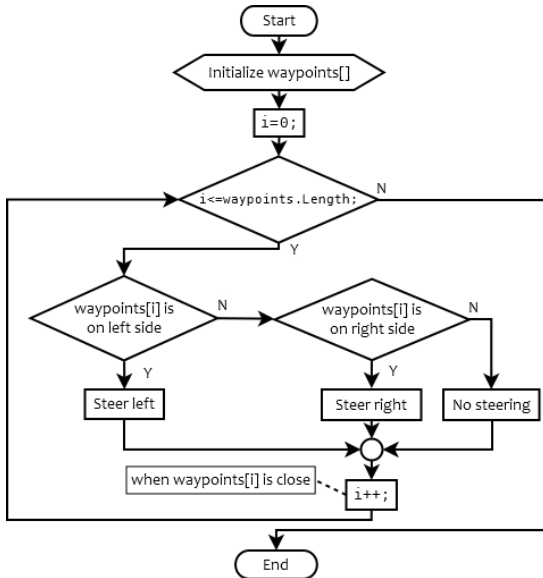 Start
Initialize waypoints[]
i=0;
i<=waypoints.Length;
N
Y
waypoints[i] is
on left side
N
waypoints[i] is
on right side
N
Y
Y
Steer left
Steer right
No steering
when waypoints[i] is close
i++;
End